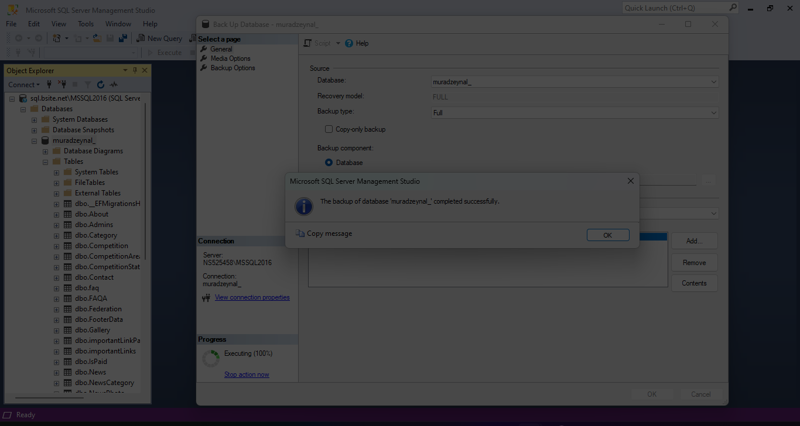 Microsoft SQL Server Management Studio
Quick Launch (Ctrl+Q)
File Edit View Tools Window Help
New Query
Execute
Object Explorer
Connect
sql.bsite.net\MSSQL2016 (SQL Serve
Databases
System Databases
Database Snapshots
muradzeynal_
Database Diagrams
Tables
System Tables
FileTables
External Tables
dbo.__EFMigrationsH
dbo.About
dbo.Admins
dbo.Category
dbo.Competition
dbo.CompetitionArea
dbo.CompetitionStat
dbo.Contact
dbo.faq
dbo.FAQA
dbo.Federation
dbo.FooterData
dbo.Gallery
dbo.importantLinkPa
dbo.importantLinks
dbo.IsPaid
dbo.News
dbo.NewsCategory
Ready
Back Up Database - muradzeynal_
Select a page
General
Media Options
Backup Options
Script
Help
Source
Database:
muradzeynal_
Recovery model:
FULL
Backup type:
Full
Copy-only backup
Backup component:
Database
Microsoft SQL Server Management Studio
The backup of database 'muradzeynal_' completed successfully.
Copy message
OK
Add...
Remove
Contents
Connection
Server:
NS525458\MSSQL2016
Connection:
muradzeynal_
View connection properties
Progress
Executing (100%)
Stop action now
OK
Cancel